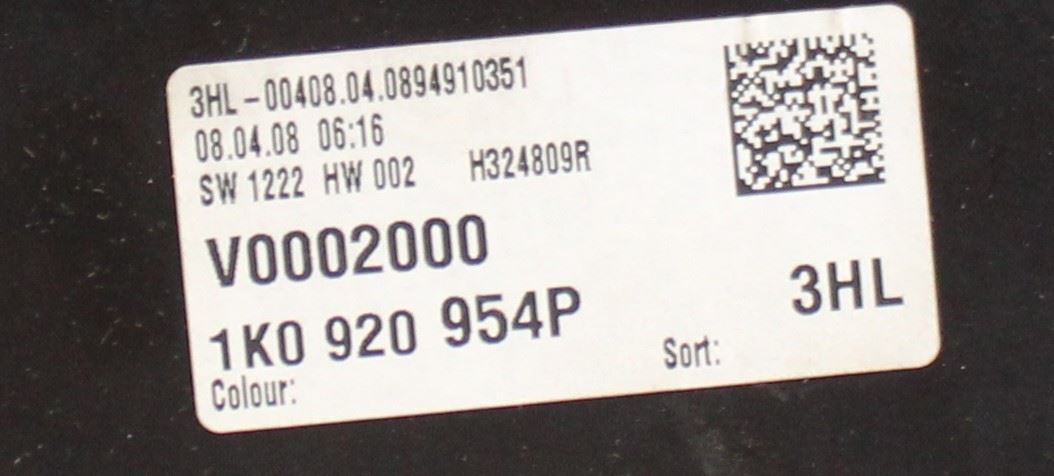 3HL-00408.04.0894910351
08.04.08 06:16
SW 1222 HW 002 H324809R
V0002000
1K0 920 954P 3HL
Colour: Sort: